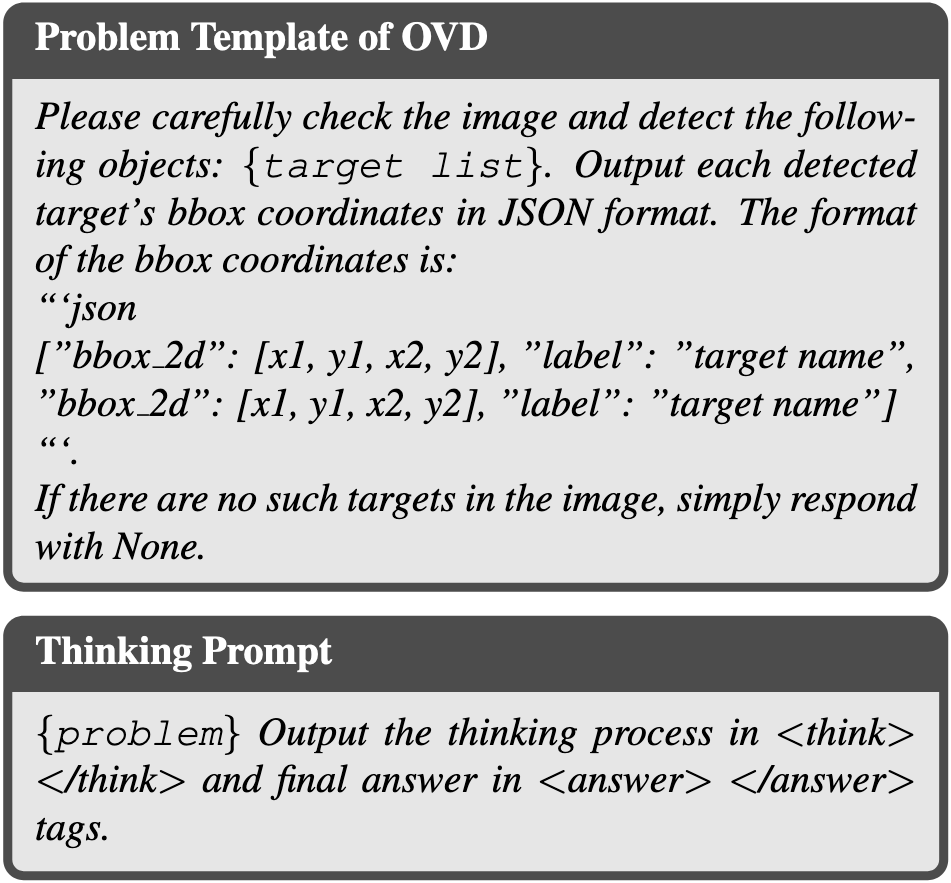 Problem Template of OVD
Please carefully check the image and detect the follow-
ing objects: {target list}. Output each detected
target’s bbox coordinates in JSON format. The format
of the bbox coordinates is:
“‘json
[”bbox_2d”: [x1, y1, x2, y2], ”label”: ”target name”,
”bbox_2d”: [x1, y1, x2, y2], ”label”: ”target name”]
“‘.
If there are no such targets in the image, simply respond
with None.
Thinking Prompt
{problem} Output the thinking process in <think>
</think> and final answer in <answer> </answer>
tags.